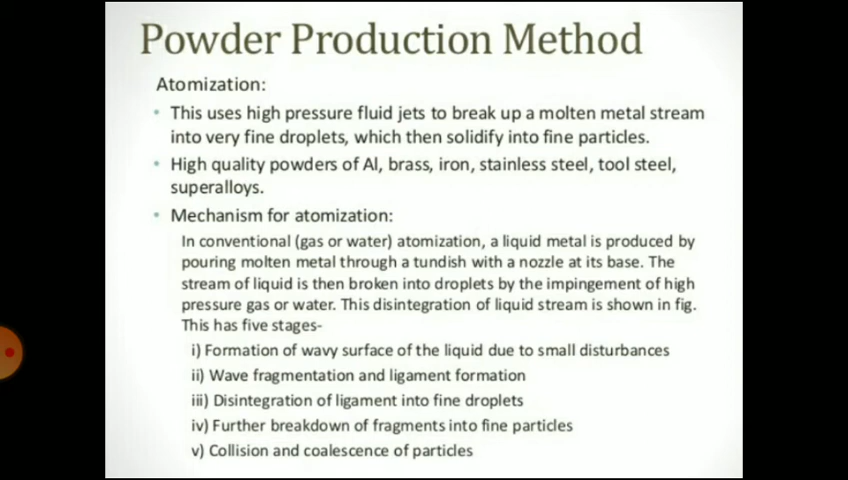 Powder Production Method
Atomization:
• This uses high pressure fluid jets to break up a molten metal stream
into very fine droplets, which then solidify into fine particles.
• High quality powders of Al, brass, iron, stainless steel, tool steel,
superalloys.
• Mechanism for atomization:
In conventional (gas or water) atomization, a liquid metal is produced by
pouring molten metal through a tundish with a nozzle at its base. The
stream of liquid is then broken into droplets by the impingement of high
pressure gas or water. This disintegration of liquid stream is shown in fig.
This has five stages-
i) Formation of wavy surface of the liquid due to small disturbances
ii) Wave fragmentation and ligament formation
iii) Disintegration of ligament into fine droplets
iv) Further breakdown of fragments into fine particles
v) Collision and coalescence of particles